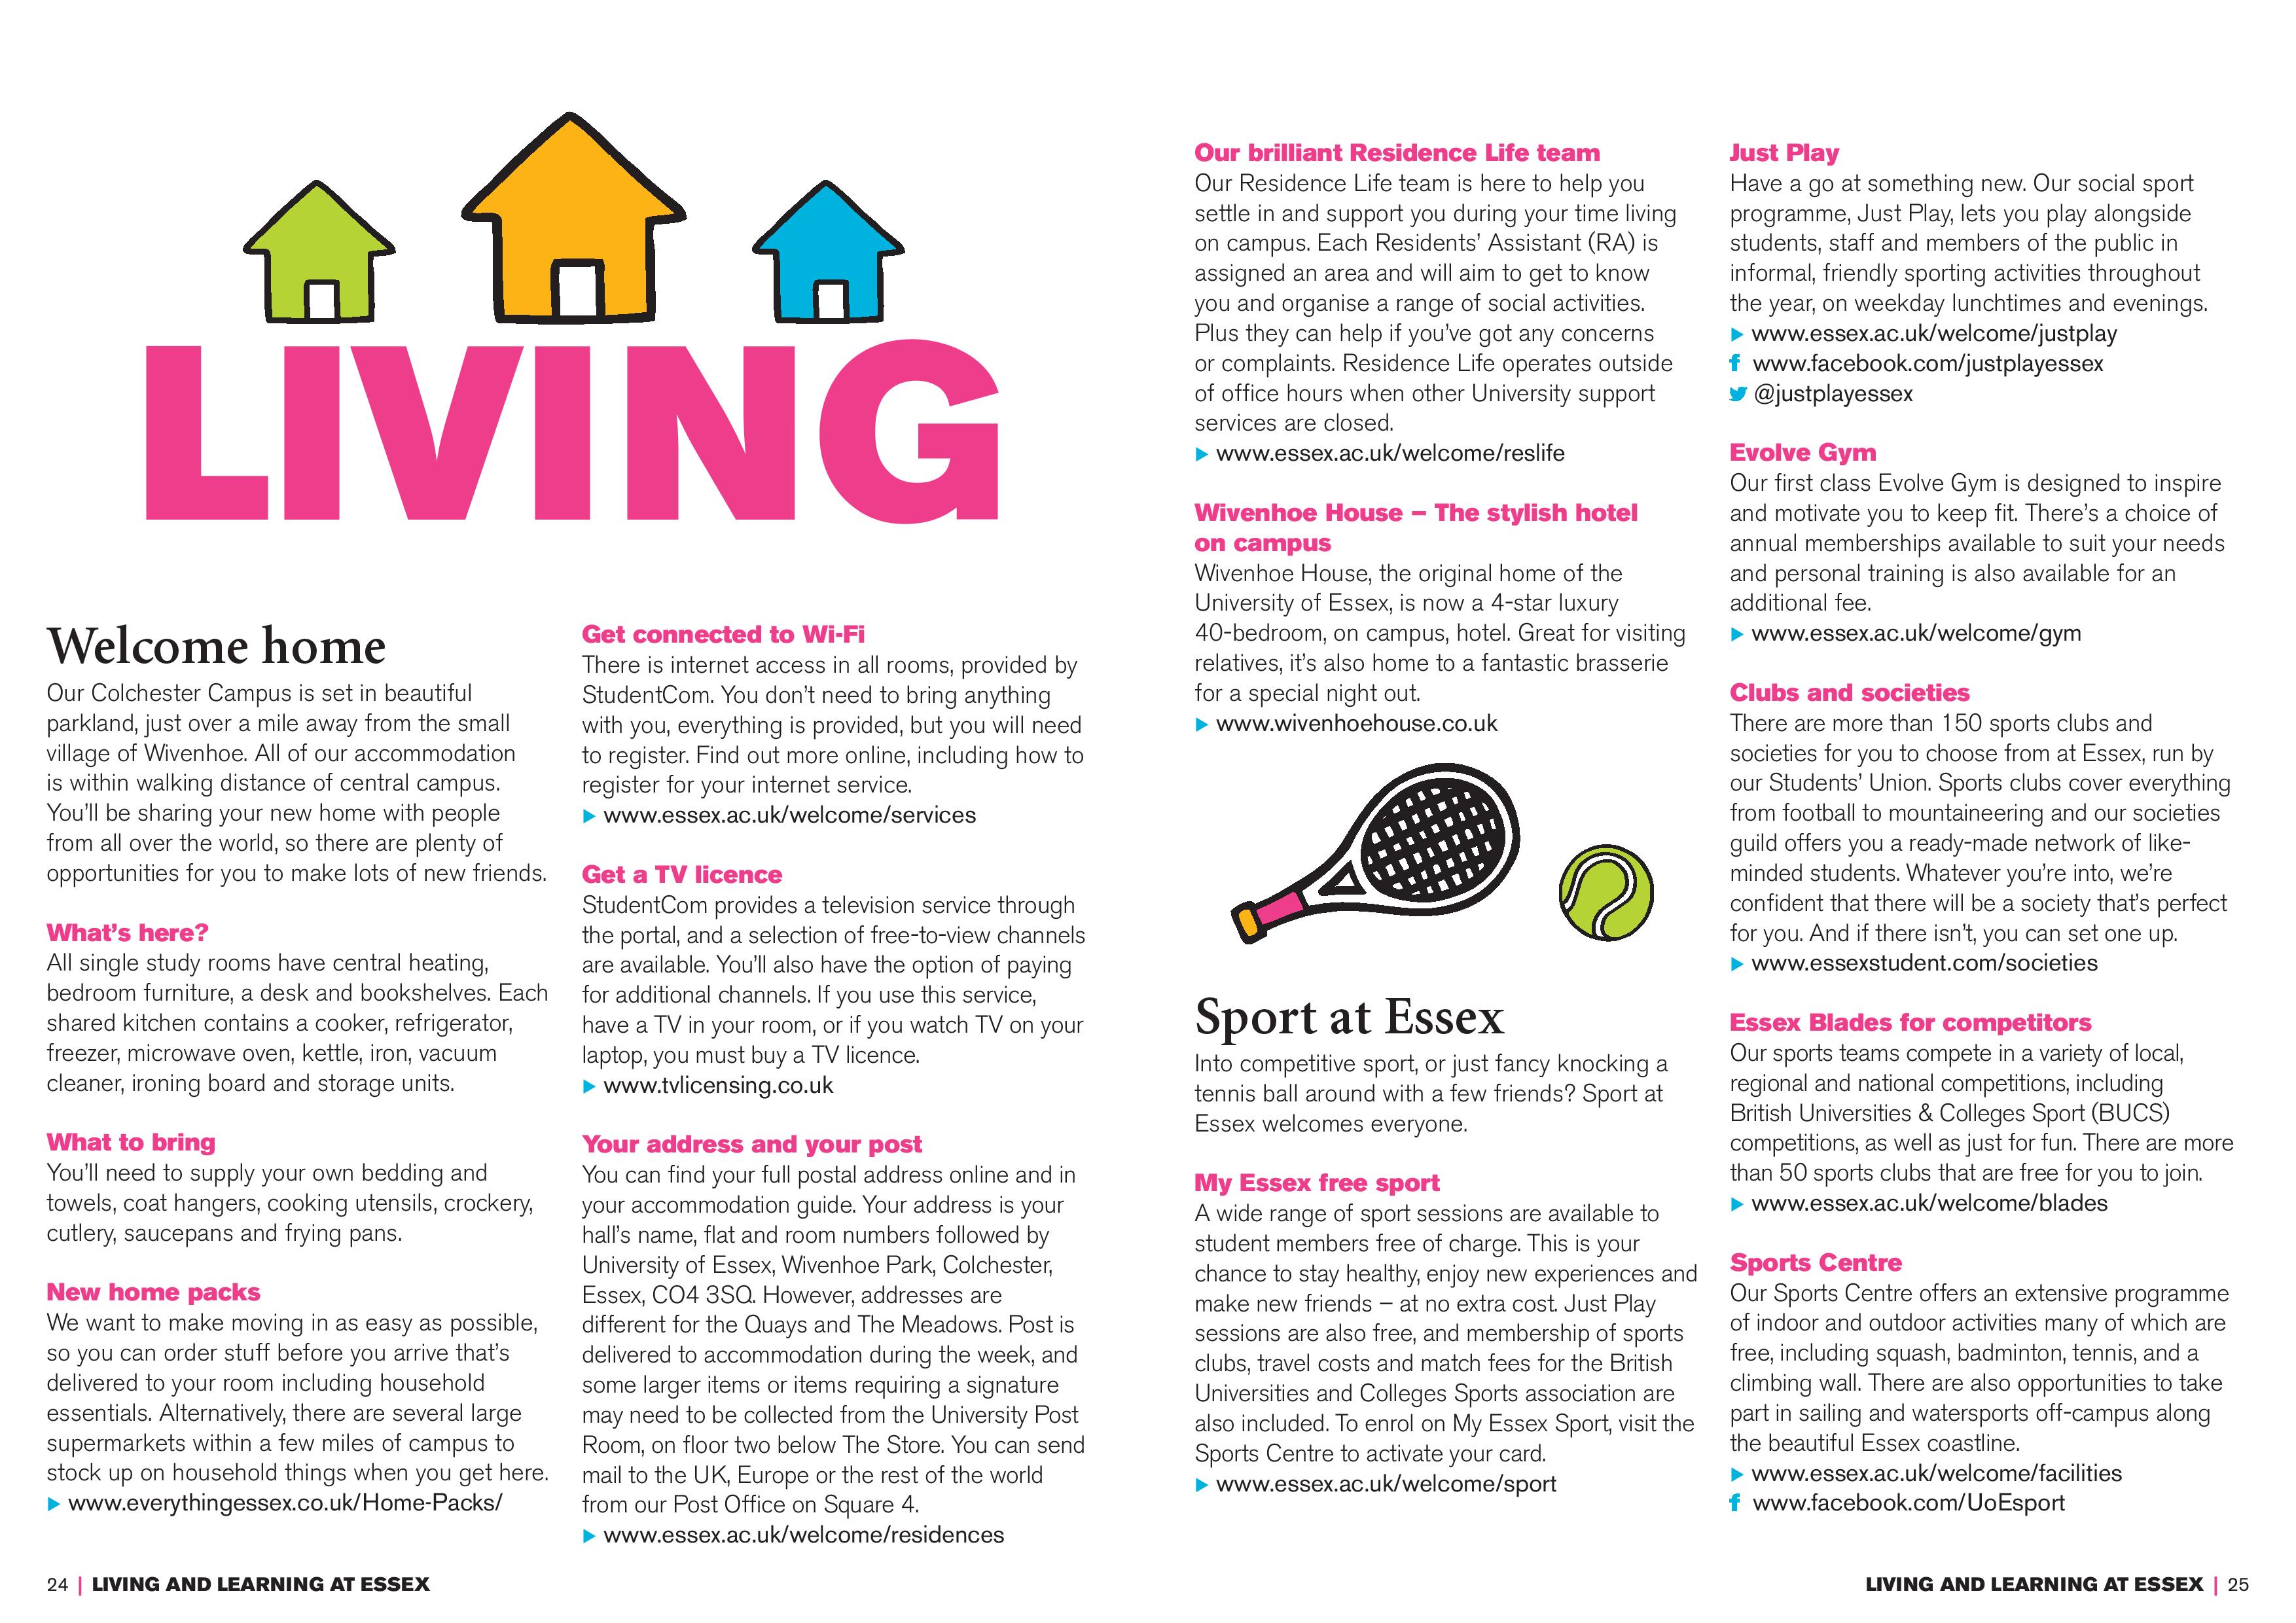 LIVING
Welcome home
Our Colchester Campus is set in beautiful
parkland, just over a mile away from the small
village of Wivenhoe. All of our accommodation
is within walking distance of central campus.
You’ll be sharing your new home with people
from all over the world, so there are plenty of
opportunities for you to make lots of new friends.
What’s here?
All single study rooms have central heating,
bedroom furniture, a desk and bookshelves. Each
shared kitchen contains a cooker, refrigerator,
freezer, microwave oven, kettle, iron, vacuum
cleaner, ironing board and storage units.
What to bring
You’ll need to supply your own bedding and
towels, coat hangers, cooking utensils, crockery,
cutlery, saucepans and frying pans.
New home packs
We want to make moving in as easy as possible,
so you can order stuff before you arrive that’s
delivered to your room including household
essentials. Alternatively, there are several large
supermarkets within a few miles of campus to
stock up on household things when you get here.
www.everythingessex.co.uk/Home-Packs/
Get connected to Wi-Fi
There is internet access in all rooms, provided by
StudentCom. You don’t need to bring anything
with you, everything is provided, but you will need
to register. Find out more online, including how to
register for your internet service.
www.essex.ac.uk/welcome/services
Get a TV licence
StudentCom provides a television service through
the portal, and a selection of free-to-view channels
are available. You’ll also have the option of paying
for additional channels. If you use this service,
have a TV in your room, or if you watch TV on your
laptop, you must buy a TV licence.
www.tvlicensing.co.uk
Your address and your post
You can find your full postal address online and in
your accommodation guide. Your address is your
hall’s name, flat and room numbers followed by
University of Essex, Wivenhoe Park, Colchester,
Essex, CO4 3SQ. However, addresses are
different for the Quays and The Meadows. Post is
delivered to accommodation during the week, and
some larger items or items requiring a signature
may need to be collected from the University Post
Room, on floor two below The Store. You can send
mail to the UK, Europe or the rest of the world
from our Post Office on Square 4.
www.essex.ac.uk/welcome/residences
24 | LIVING AND LEARNING AT ESSEX
Our brilliant Residence Life team
Our Residence Life team is here to help you
settle in and support you during your time living
on campus. Each Residents’ Assistant (RA) is
assigned an area and will aim to get to know
you and organise a range of social activities.
Plus they can help if you’ve got any concerns
or complaints. Residence Life operates outside
of office hours when other University support
services are closed.
www.essex.ac.uk/welcome/reslife
Wivenhoe House – The stylish hotel
on campus
Wivenhoe House, the original home of the
University of Essex, is now a 4-star luxury
40-bedroom, on campus, hotel. Great for visiting
relatives, it’s also home to a fantastic brasserie
for a special night out.
www.wivenhoehouse.co.uk
Sport at Essex
Into competitive sport, or just fancy knocking a
tennis ball around with a few friends? Sport at
Essex welcomes everyone.
My Essex free sport
A wide range of sport sessions are available to
student members free of charge. This is your
chance to stay healthy, enjoy new experiences and
make new friends – at no extra cost. Just Play
sessions are also free, and membership of sports
clubs, travel costs and match fees for the British
Universities and Colleges Sports association are
also included. To enrol on My Essex Sport, visit the
Sports Centre to activate your card.
www.essex.ac.uk/welcome/sport
Just Play
Have a go at something new. Our social sport
programme, Just Play, lets you play alongside
students, staff and members of the public in
informal, friendly sporting activities throughout
the year, on weekday lunchtimes and evenings.
www.essex.ac.uk/welcome/justplay
www.facebook.com/justplayessex
@justplayessex
Evolve Gym
Our first class Evolve Gym is designed to inspire
and motivate you to keep fit. There’s a choice of
annual memberships available to suit your needs
and personal training is also available for an
additional fee.
www.essex.ac.uk/welcome/gym
Clubs and societies
There are more than 150 sports clubs and
societies for you to choose from at Essex, run by
our Students’ Union. Sports clubs cover everything
from football to mountaineering and our societies
guild offers you a ready-made network of like-
minded students. Whatever you’re into, we’re
confident that there will be a society that’s perfect
for you. And if there isn’t, you can set one up.
www.essexstudent.com/societies
Essex Blades for competitors
Our sports teams compete in a variety of local,
regional and national competitions, including
British Universities & Colleges Sport (BUCS)
competitions, as well as just for fun. There are more
than 50 sports clubs that are free for you to join.
www.essex.ac.uk/welcome/blades
Sports Centre
Our Sports Centre offers an extensive programme
of indoor and outdoor activities many of which are
free, including squash, badminton, tennis, and a
climbing wall. There are also opportunities to take
part in sailing and watersports off-campus along
the beautiful Essex coastline.
www.essex.ac.uk/welcome/facilities
www.facebook.com/UoEsport
LIVING AND LEARNING AT ESSEX | 25